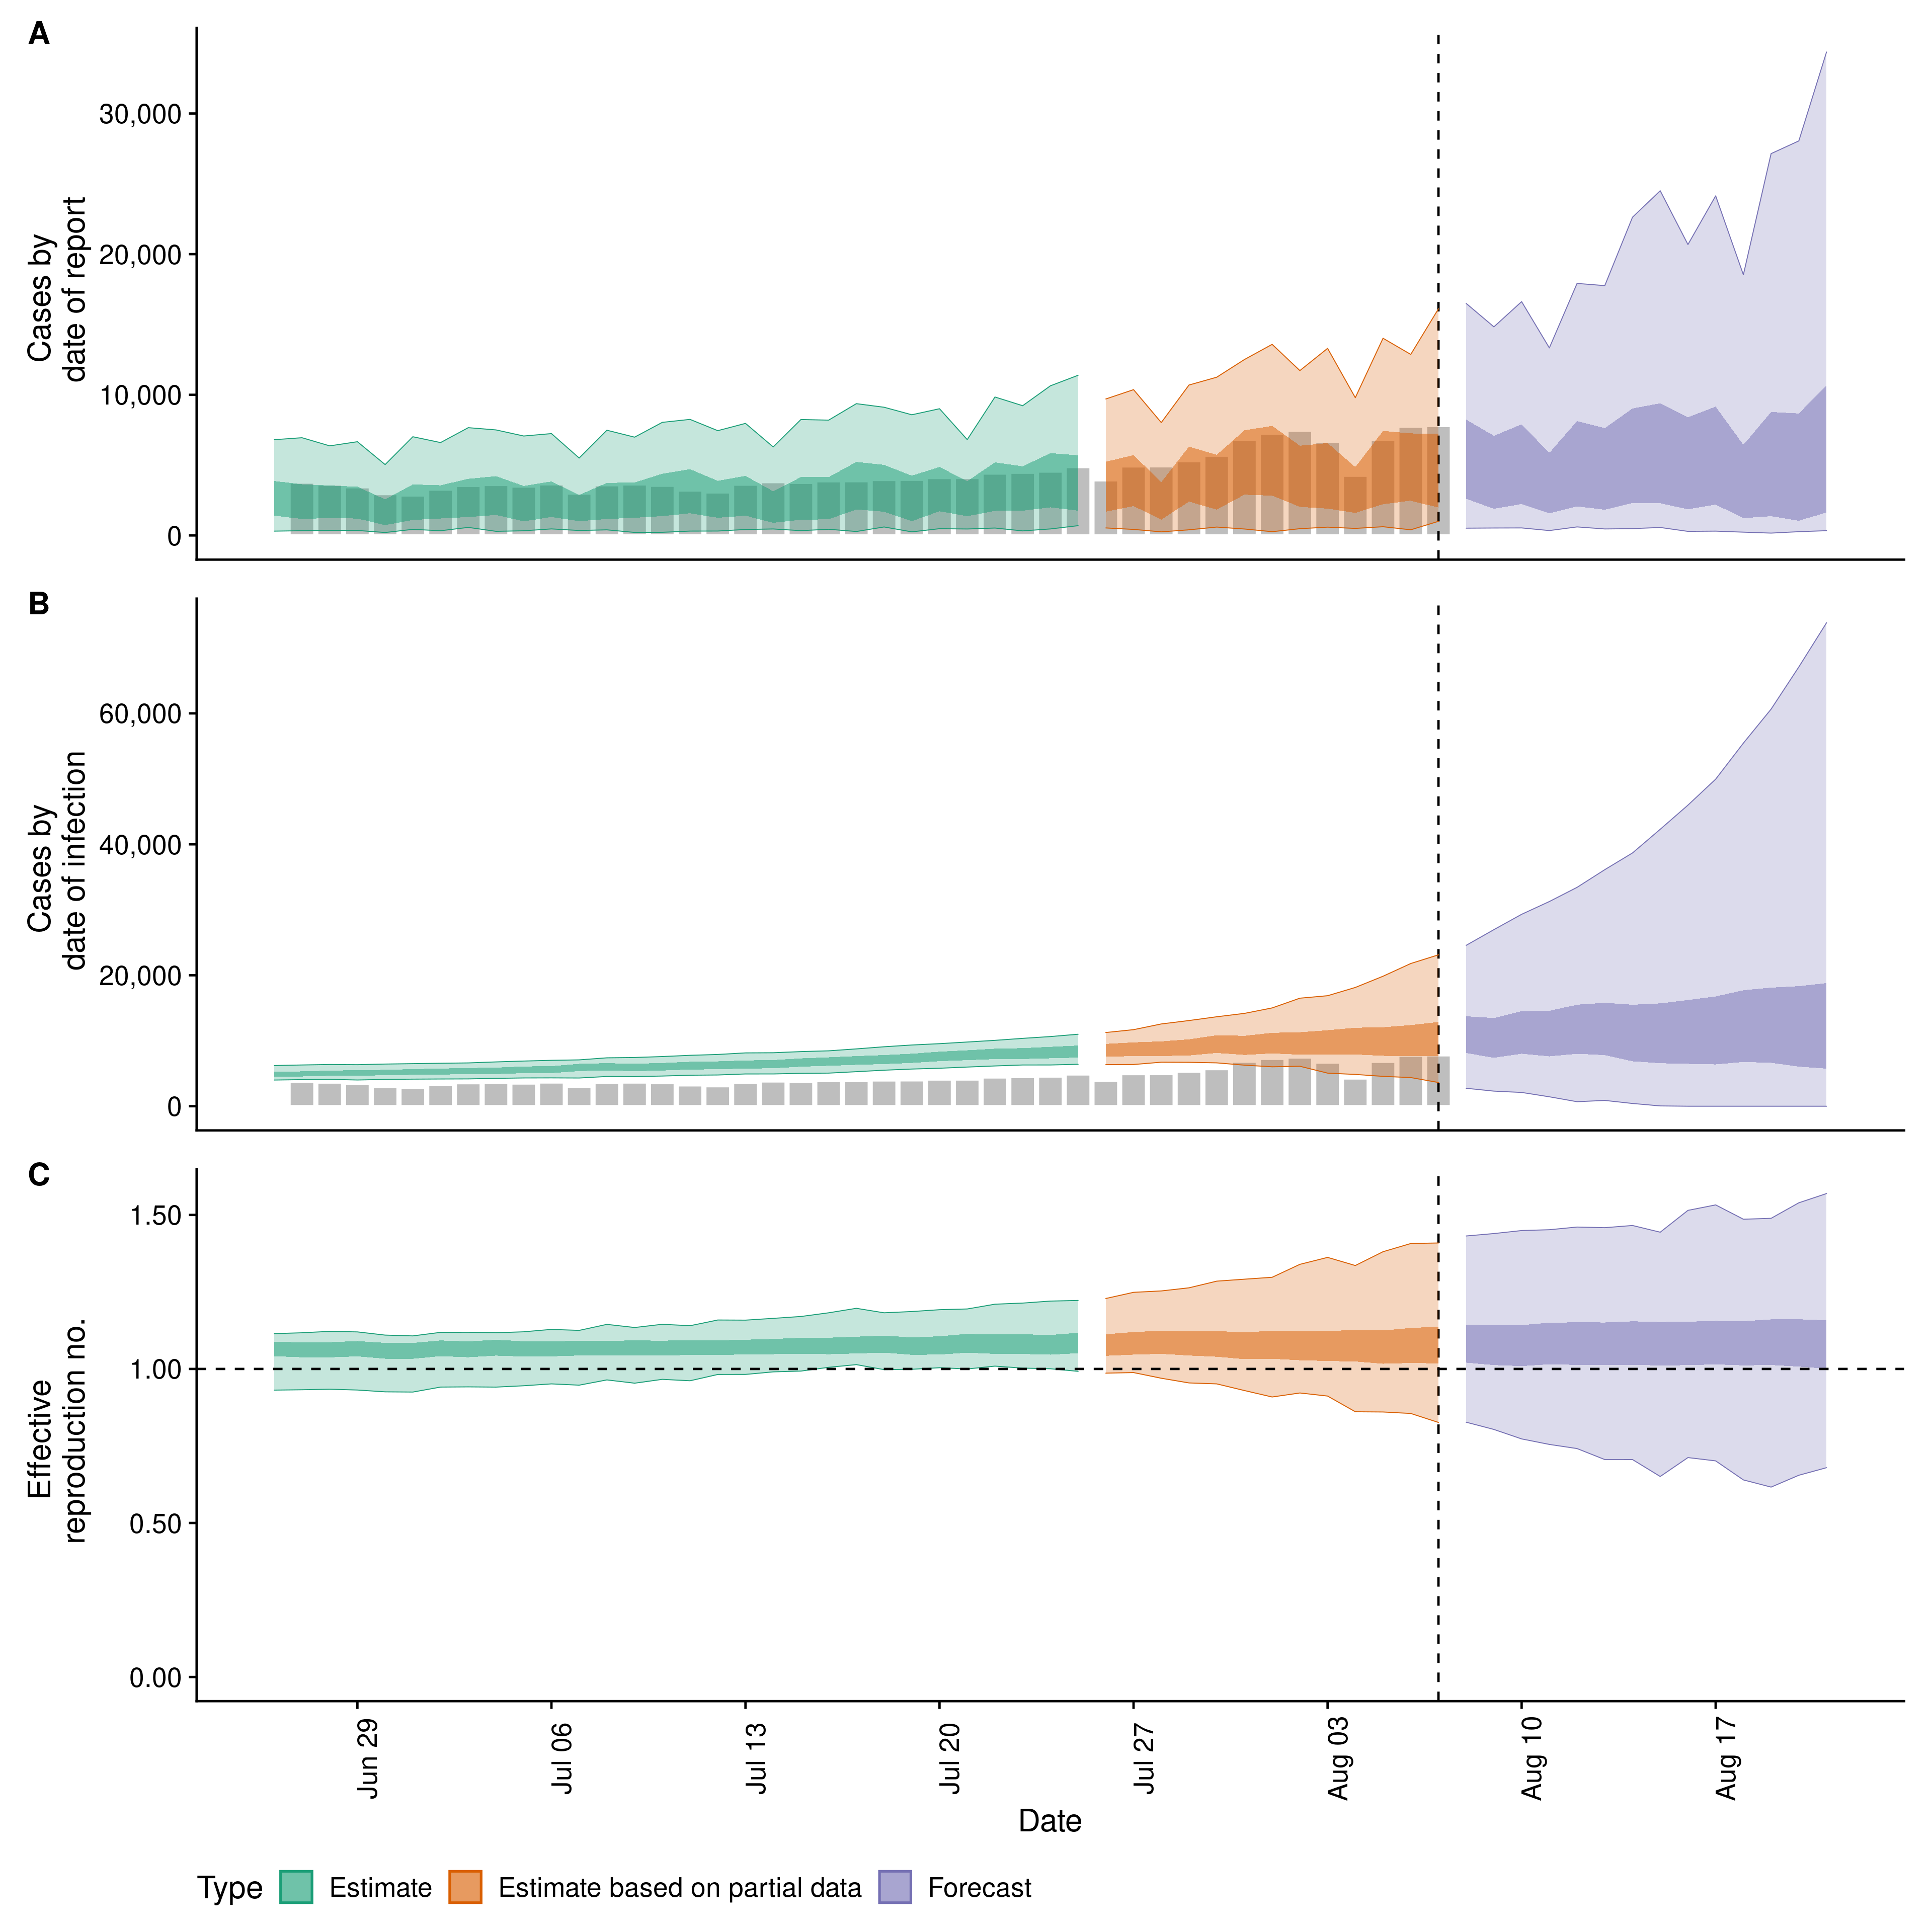 A
Cases by
date of report
30,000
20,000
10,000
0
B
Cases by
date of infection
60,000
40,000
20,000
0
C
Effective
reproduction no.
1.50
1.00
0.50
0.00
Jun 29
Jul 06
Jul 13
Jul 20
Jul 27
Aug 03
Aug 10
Aug 17
Date
Type Estimate Estimate based on partial data Forecast